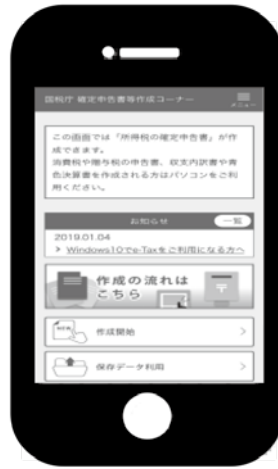 国税庁 確定申告書等作成コーナー
メニュー
この画面では「所得税の確定申告書」が作
成できます。
消費税や贈与税の申告書、収支内訳書や青
色決算書を作成される方はパソコンをご利
用ください。
お知らせ
一覧
2019.01.04
> Windows10でe-Taxをご利用になる方へ
作成の流れは
こちら
〒
NEW
作成開始
保存データ利用